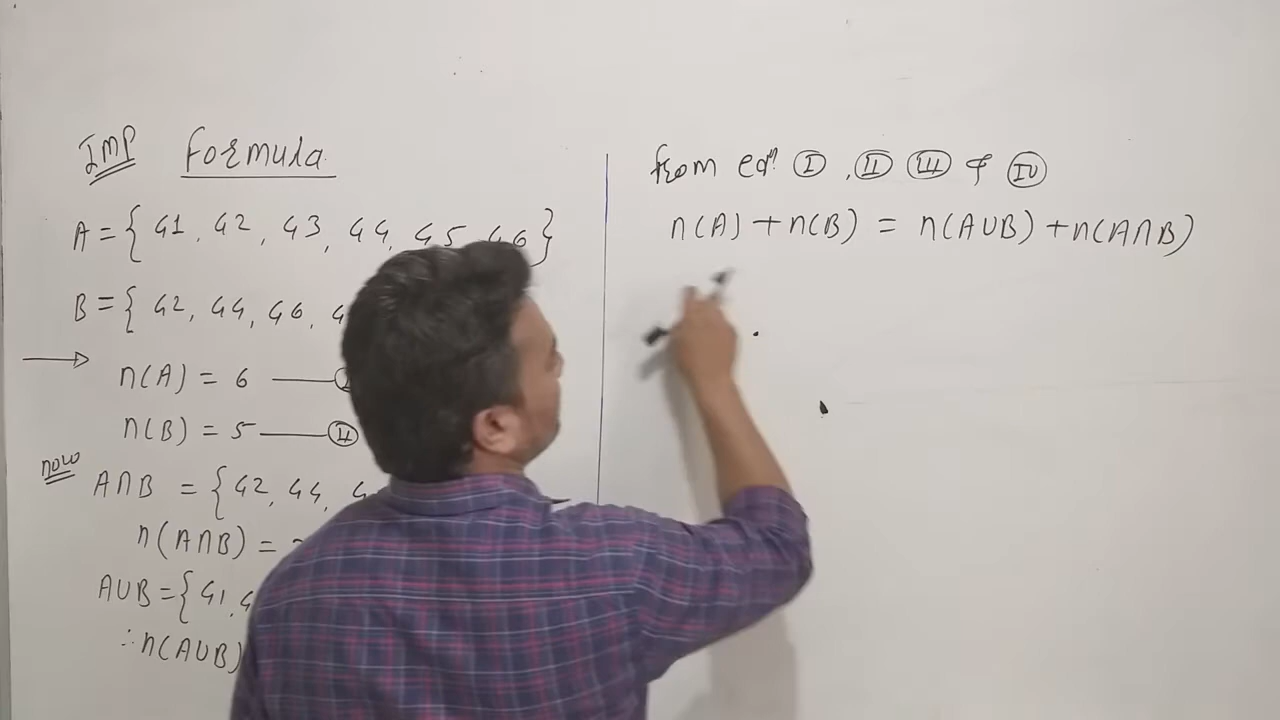 IMP Formula
A = { 41, 42, 43, 44, 45, 46 }
B = { 42, 44, 46,
n(A) = 6
n(B) = 5 — II
now
A∩B = { 42, 44,
n(A∩B) =
A∪B = { 41,
∴ n(A∪B)
from eqn I , II III & IV
n(A) + n(B) = n(A∪B) + n(A∩B)